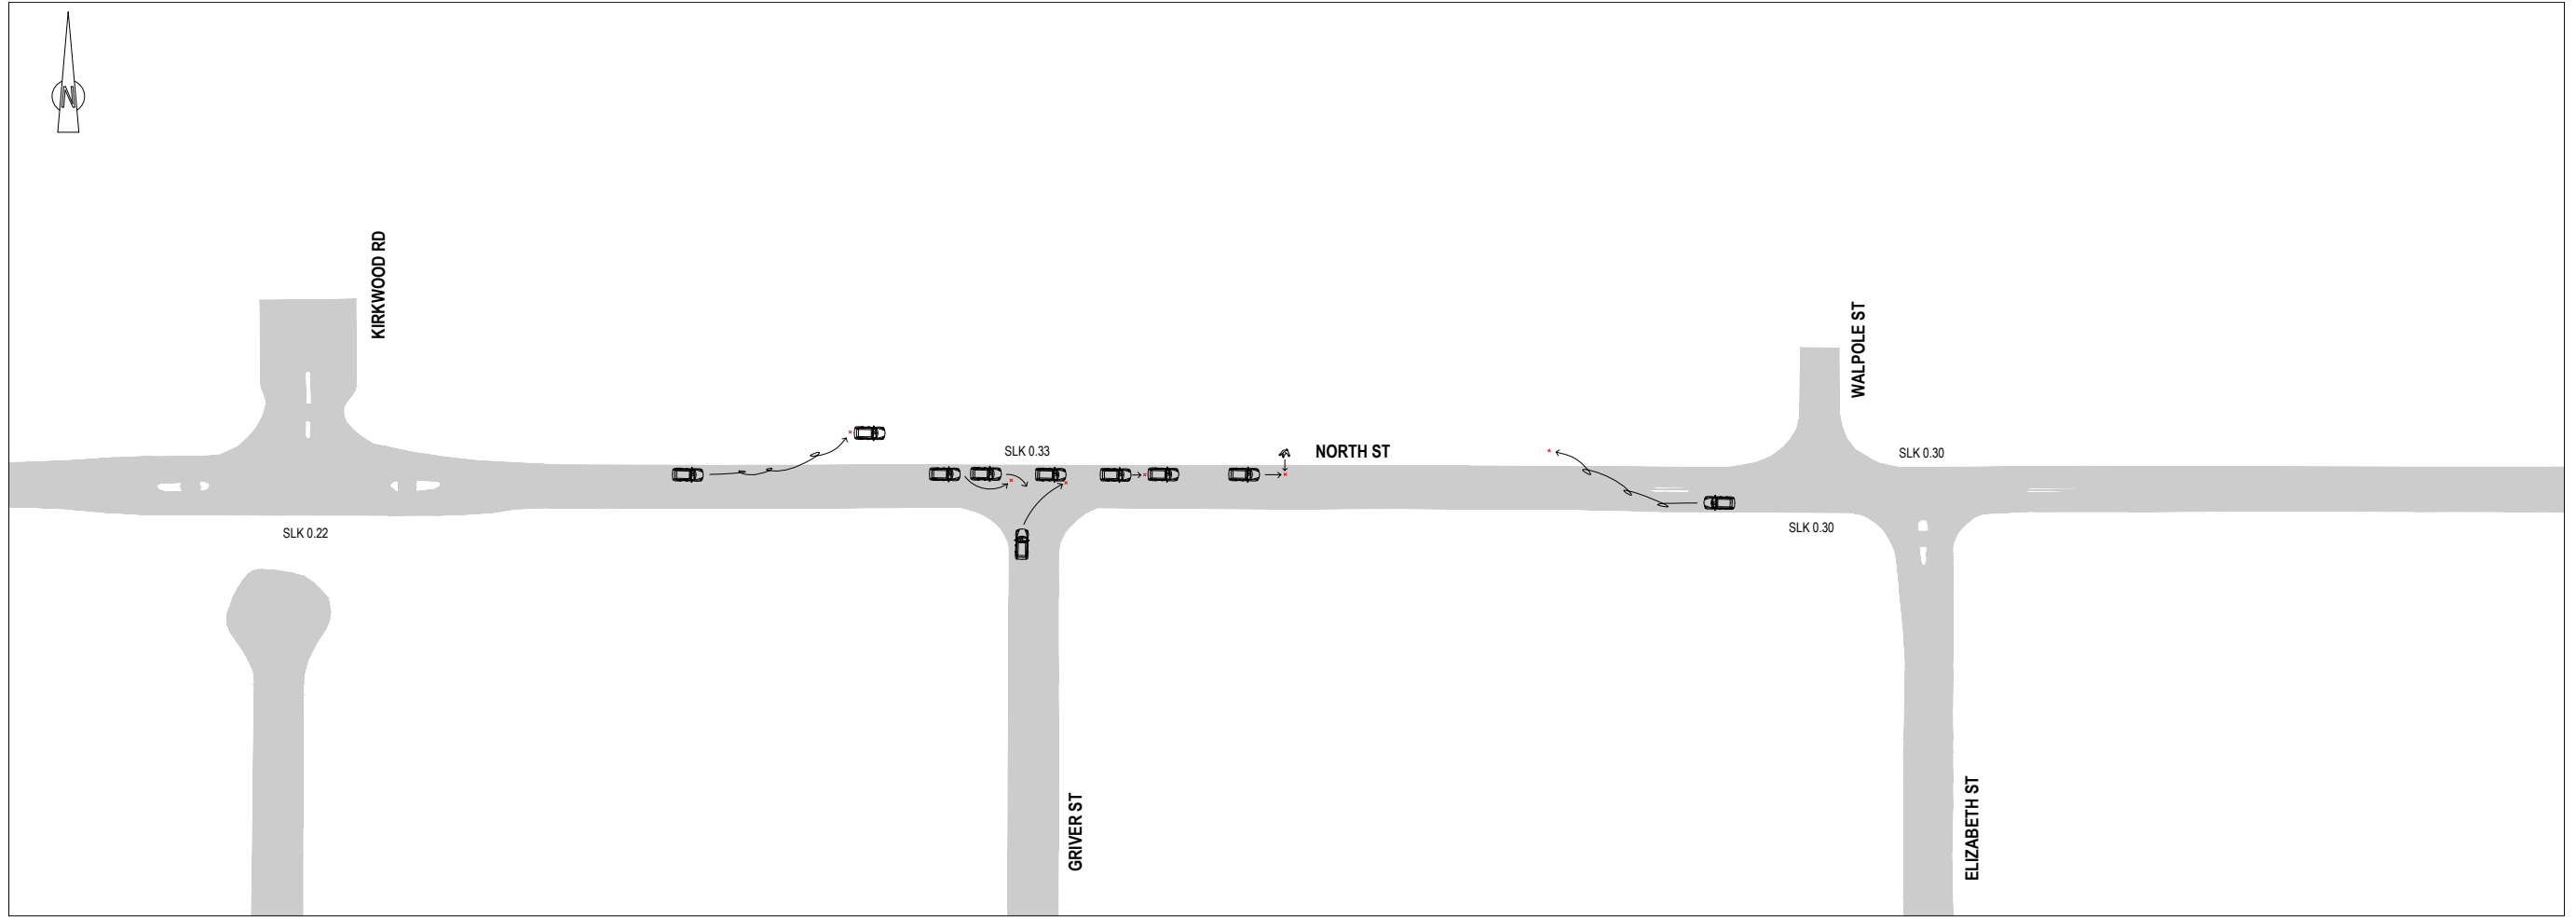 N
KIRKWOOD RD
WALPOLE ST
SLK 0.33
NORTH ST
SLK 0.30
SLK 0.22
SLK 0.30
GRIVER ST
ELIZABETH ST